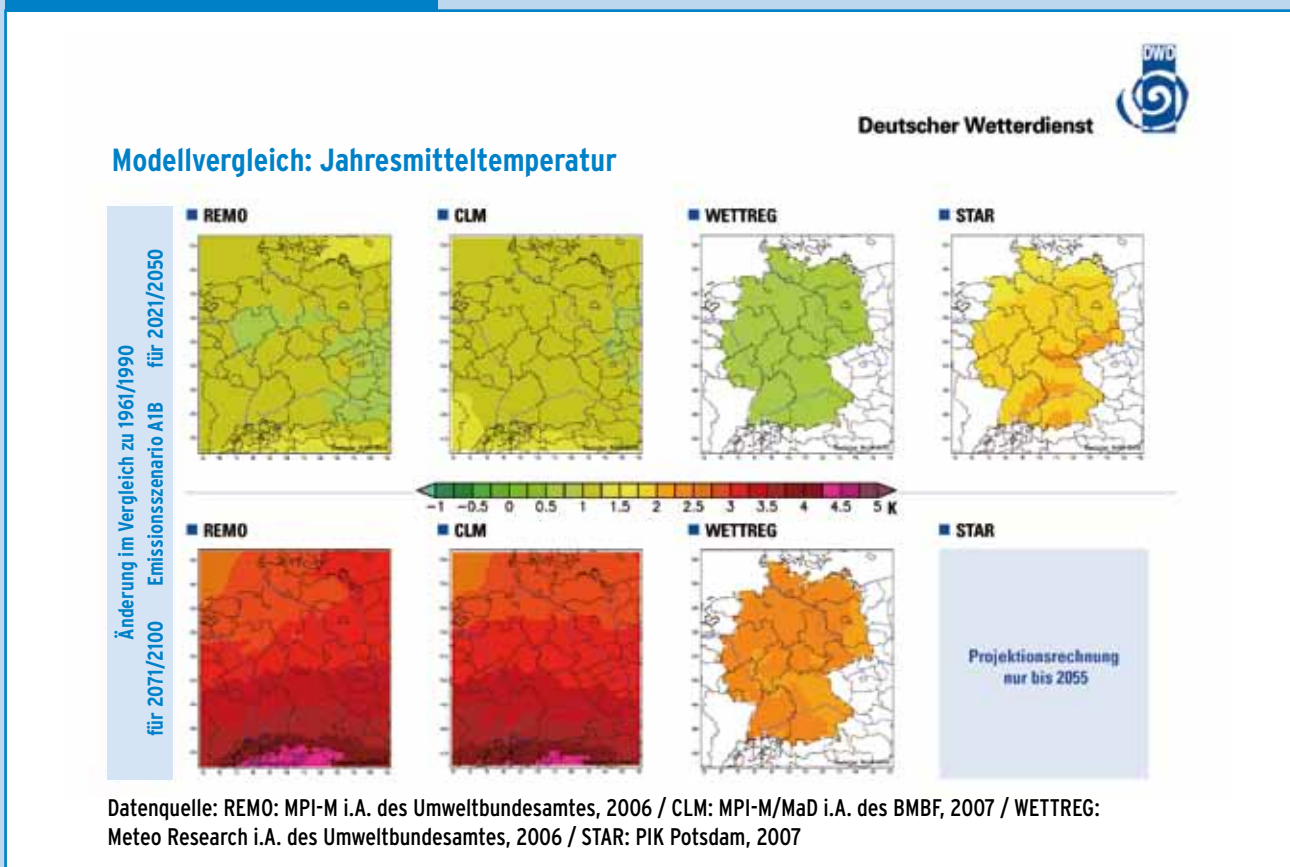 DWD
Deutscher Wetterdienst
Modellvergleich: Jahresmitteltemperatur
Änderung im Vergleich zu 1961/1990
für 2071/2100 Emissionsszenario A1B für 2021/2050
REMO
CLM
WETTREG
STAR
-1 -0.5 0 0.5 1 1.5 2 2.5 3 3.5 4 4.5 5 K
REMO
CLM
WETTREG
STAR
Projektionsrechnung
nur bis 2055
Datenquelle: REMO: MPI-M i.A. des Umweltbundesamtes, 2006 / CLM: MPI-M/MaD i.A. des BMBF, 2007 / WETTREG:
Meteo Research i.A. des Umweltbundesamtes, 2006 / STAR: PIK Potsdam, 2007